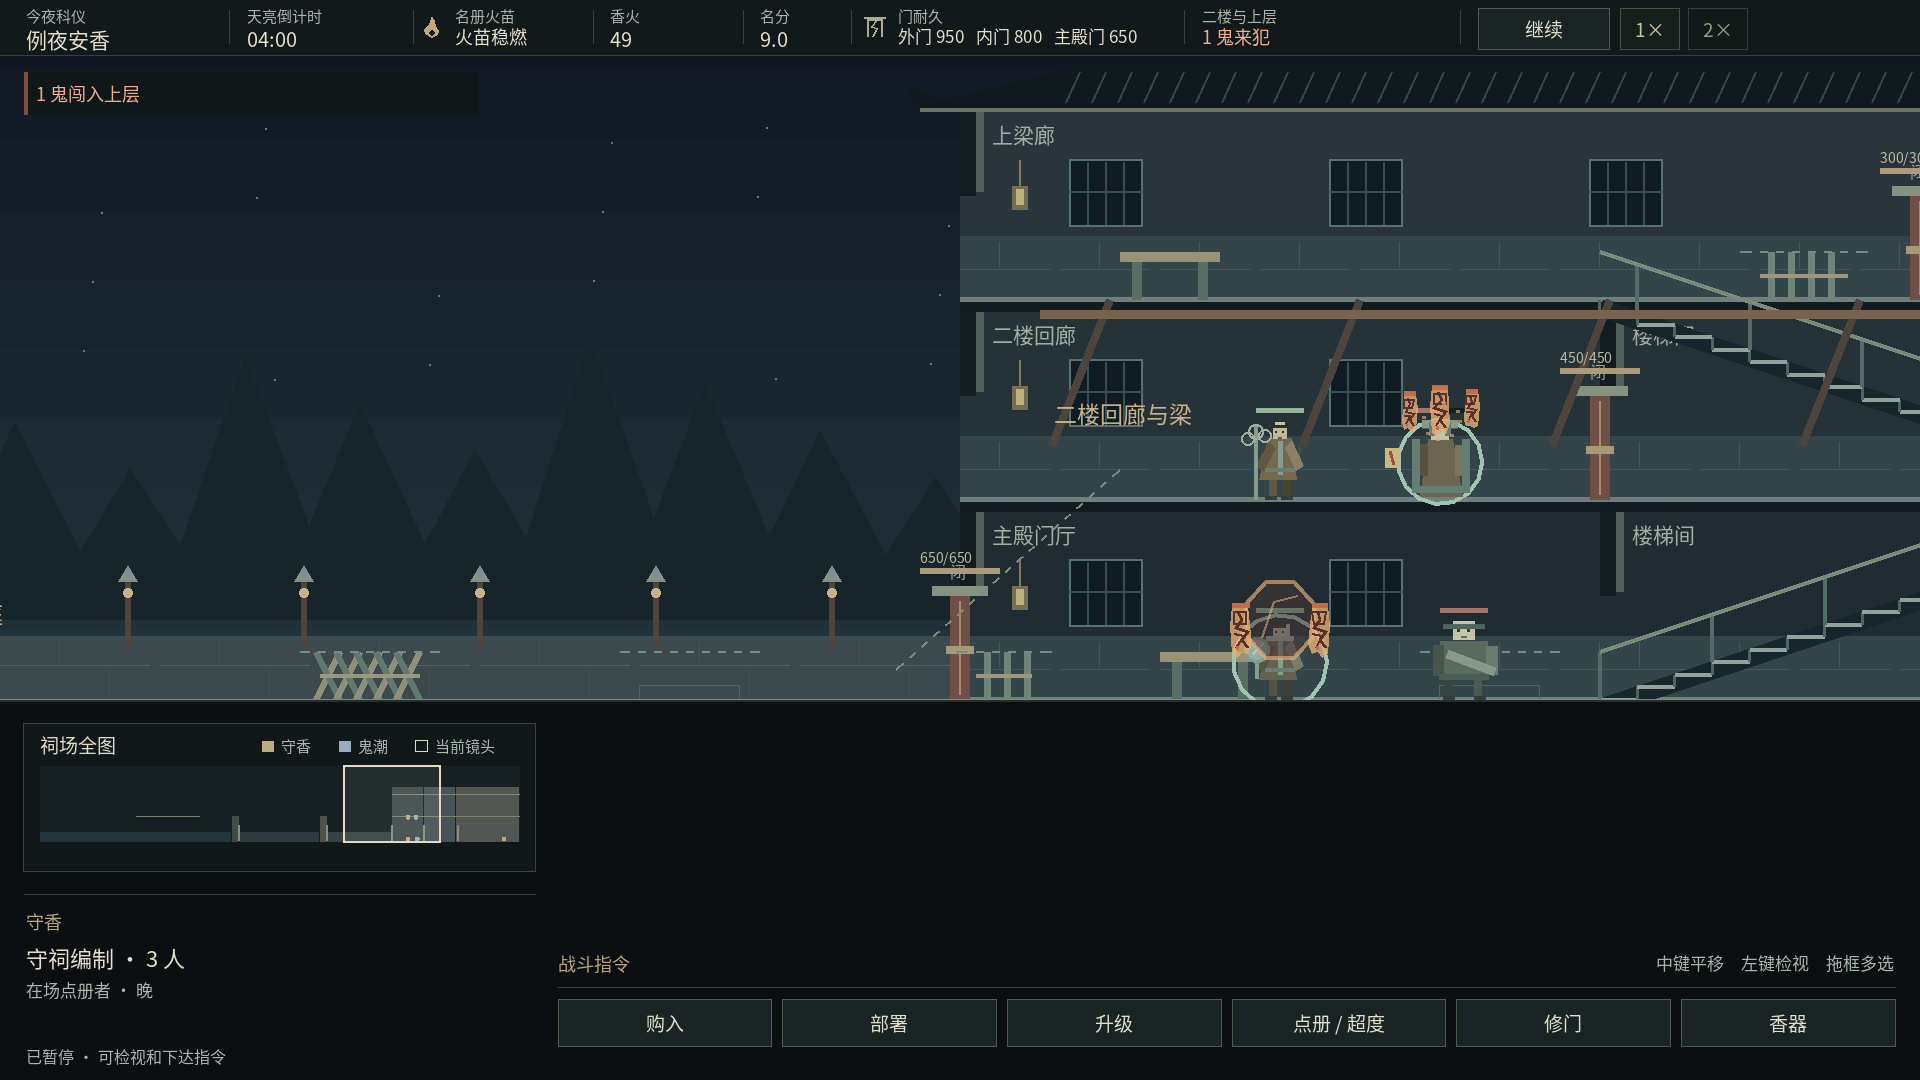 今夜科仪
例夜安香
天亮倒计时
04:00
名册火苗
火苗稳燃
香火
49
名分
9.0
门耐久
外门 950 内门 800 主殿门 650
二楼与上层
1 鬼来犯
继续
1×
2×
1 鬼闯入上层
上梁廊
二楼回廊
450/450
闭
二楼回廊与梁
主殿门厅
楼梯间
650/650
闭
祠场全图
守香
鬼潮
当前镜头
守香
守祠编制 · 3 人
在场点册者 · 晚
已暂停 · 可检视和下达指令
战斗指令
中键平移 左键检视 拖框多选
购入
部署
升级
点册 / 超度
修门
香器